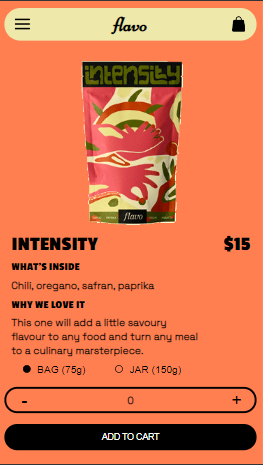 flavo
intensity
flavo
INTENSITY $15
WHAT'S INSIDE
Chili, oregano, safran, paprika
WHY WE LOVE IT
This one will add a little savoury
flavour to any food and turn any meal
to a culinary marsterpiece.
BAG (75g) JAR (150g)
- 0 +
ADD TO CART